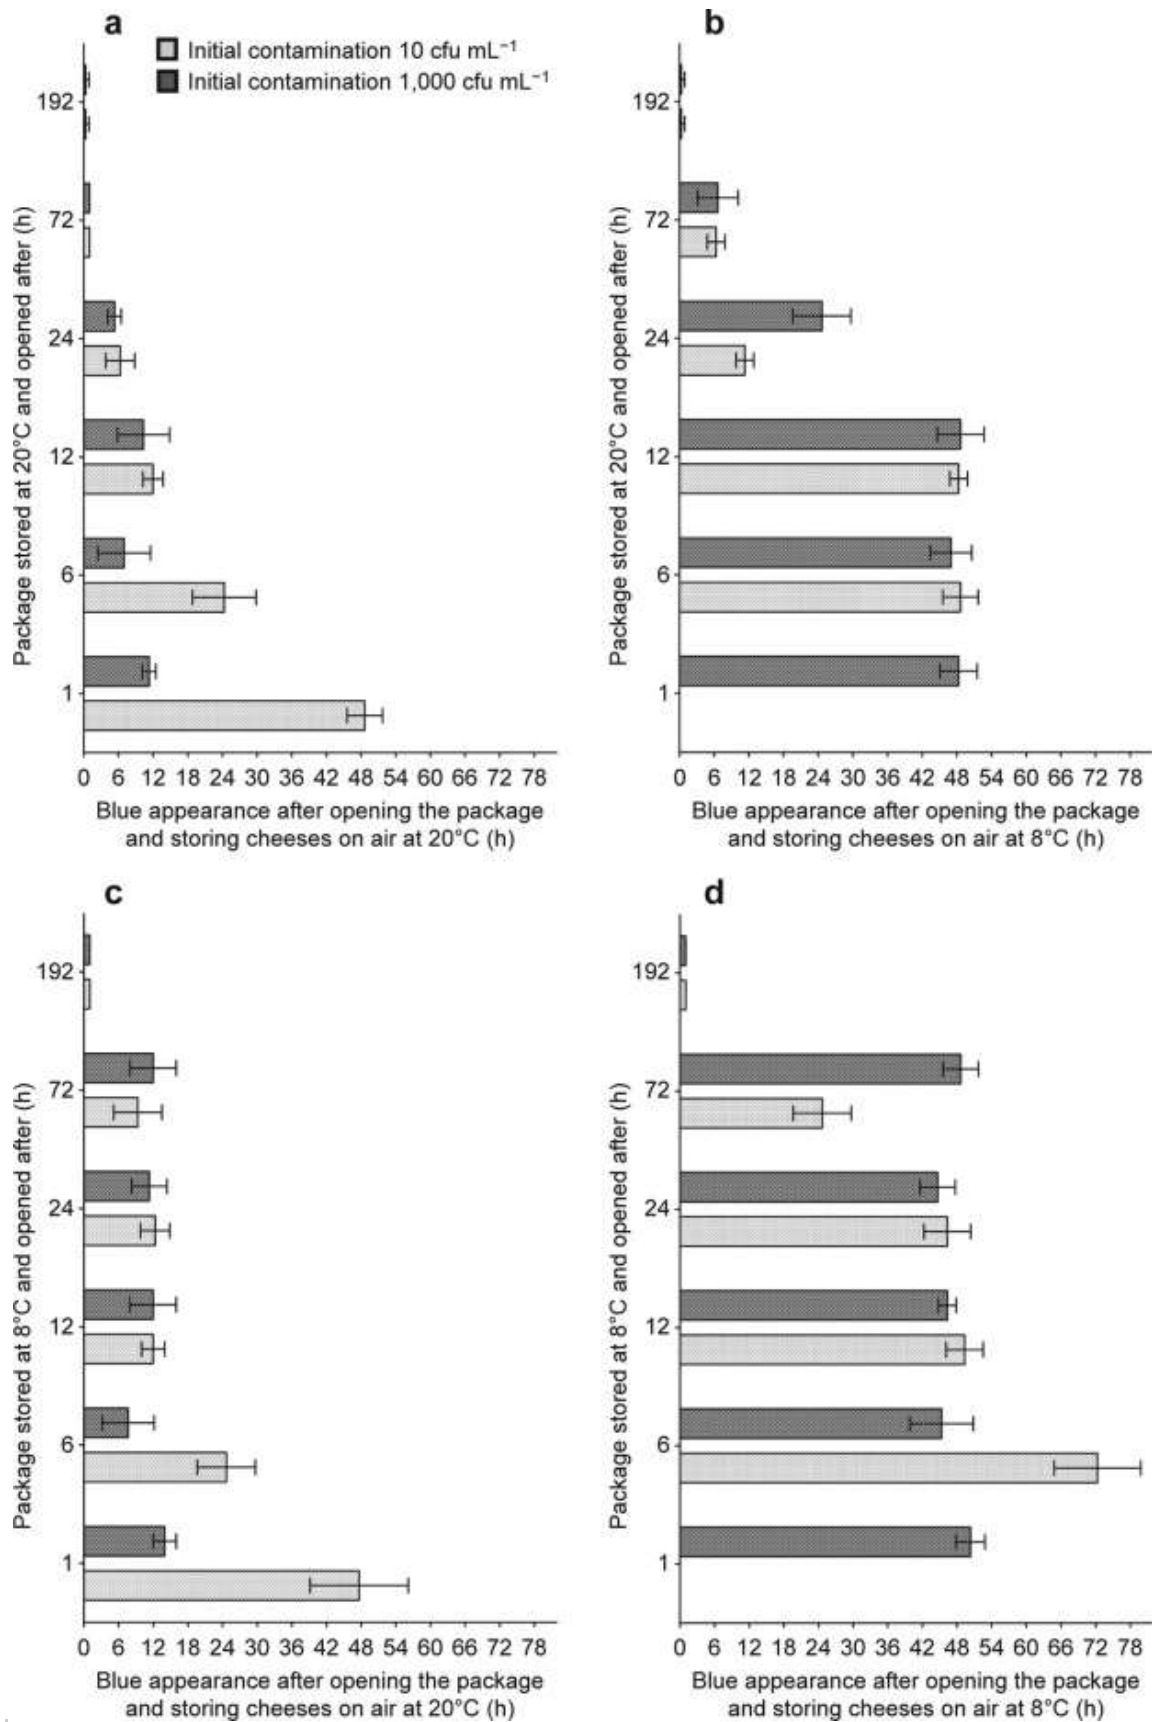 a
Initial contamination 10 cfu mL⁻¹
Initial contamination 1,000 cfu mL⁻¹
Package stored at 20°C and opened after (h)
192
72
24
12
6
1
0 6 12 18 24 30 36 42 48 54 60 66 72 78
Blue appearance after opening the package
and storing cheeses on air at 20°C (h)
b
Package stored at 20°C and opened after (h)
192
72
24
12
6
1
0 6 12 18 24 30 36 42 48 54 60 66 72 78
Blue appearance after opening the package
and storing cheeses on air at 8°C (h)
c
Package stored at 8°C and opened after (h)
192
72
24
12
6
1
0 6 12 18 24 30 36 42 48 54 60 66 72 78
Blue appearance after opening the package
and storing cheeses on air at 20°C (h)
d
Package stored at 8°C and opened after (h)
192
72
24
12
6
1
0 6 12 18 24 30 36 42 48 54 60 66 72 78
Blue appearance after opening the package
and storing cheeses on air at 8°C (h)